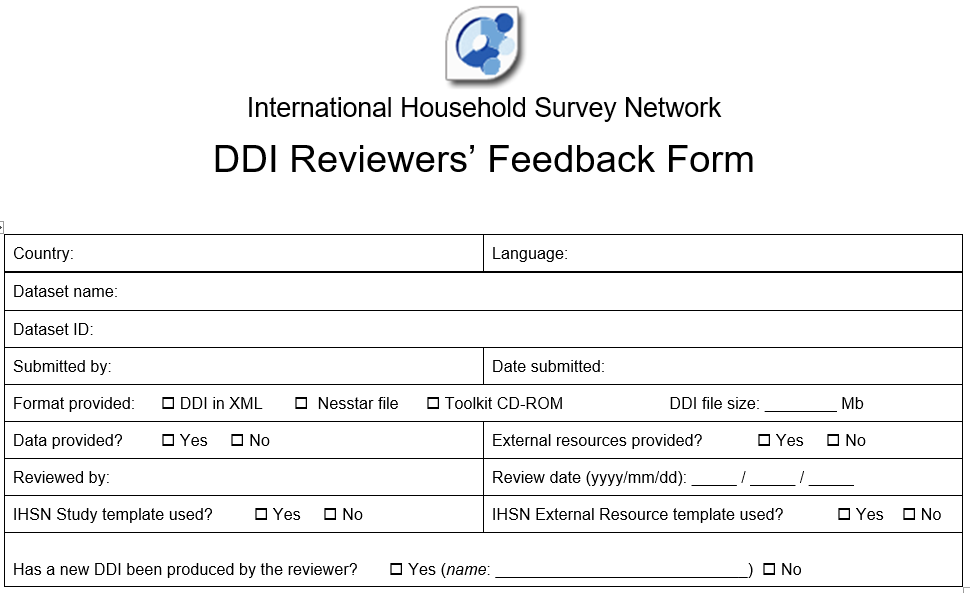 International Household Survey Network
DDI Reviewers’ Feedback Form
Country: Language:
Dataset name:
Dataset ID:
Submitted by: Date submitted:
Format provided: ☐ DDI in XML ☐ Nesstar file ☐ Toolkit CD-ROM DDI file size: ________ Mb
Data provided? ☐ Yes ☐ No External resources provided? ☐ Yes ☐ No
Reviewed by: Review date (yyyy/mm/dd): _____ / _____ / _____
IHSN Study template used? ☐ Yes ☐ No IHSN External Resource template used? ☐ Yes ☐ No
Has a new DDI been produced by the reviewer? ☐ Yes (name: ____________________________) ☐ No